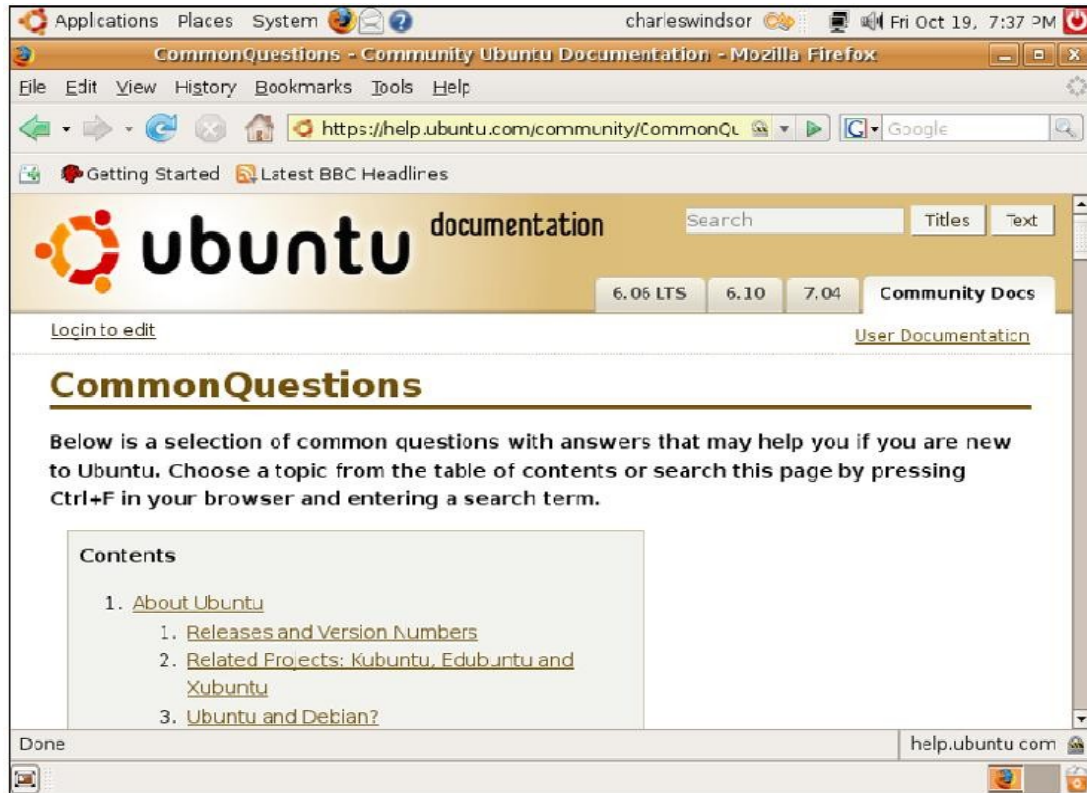 Applications Places System charleswindsor Fri Oct 19, 7:37 PM
CommonQuestions - Community Ubuntu Documentation - Mozilla Firefox
File Edit View History Bookmarks Tools Help
https://help.ubuntu.com/community/CommonQu G Google
Getting Started Latest BBC Headlines
ubuntu documentation Search Titles Text
6.06 LTS 6.10 7.04 Community Docs
Login to edit User Documentation
CommonQuestions
Below is a selection of common questions with answers that may help you if you are new
to Ubuntu. Choose a topic from the table of contents or search this page by pressing
Ctrl+F in your browser and entering a search term.
Contents
1. About Ubuntu
1. Releases and Version Numbers
2. Related Projects: Kubuntu, Edubuntu and
Xubuntu
3. Ubuntu and Debian?
Done help.ubuntu.com